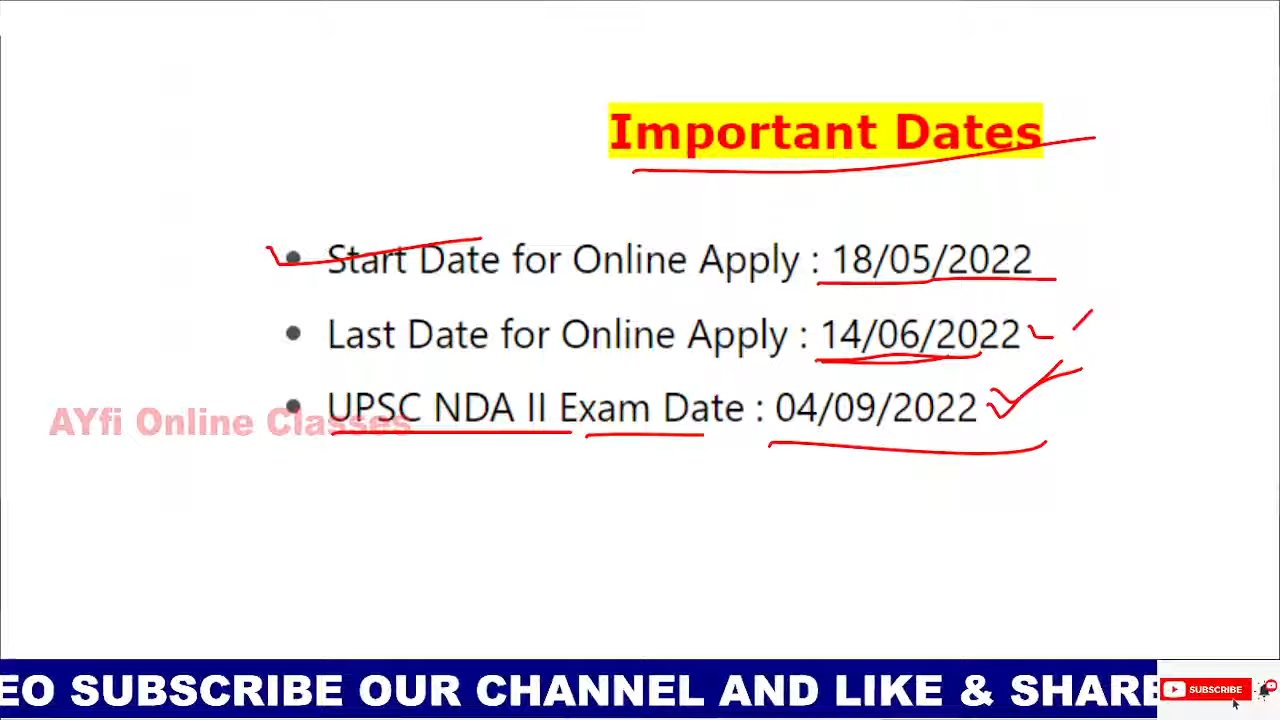 Important Dates
• Start Date for Online Apply : 18/05/2022
• Last Date for Online Apply : 14/06/2022
• UPSC NDA II Exam Date : 04/09/2022
AYfi Online Classes
EO SUBSCRIBE OUR CHANNEL AND LIKE & SHARE
SUBSCRIBE